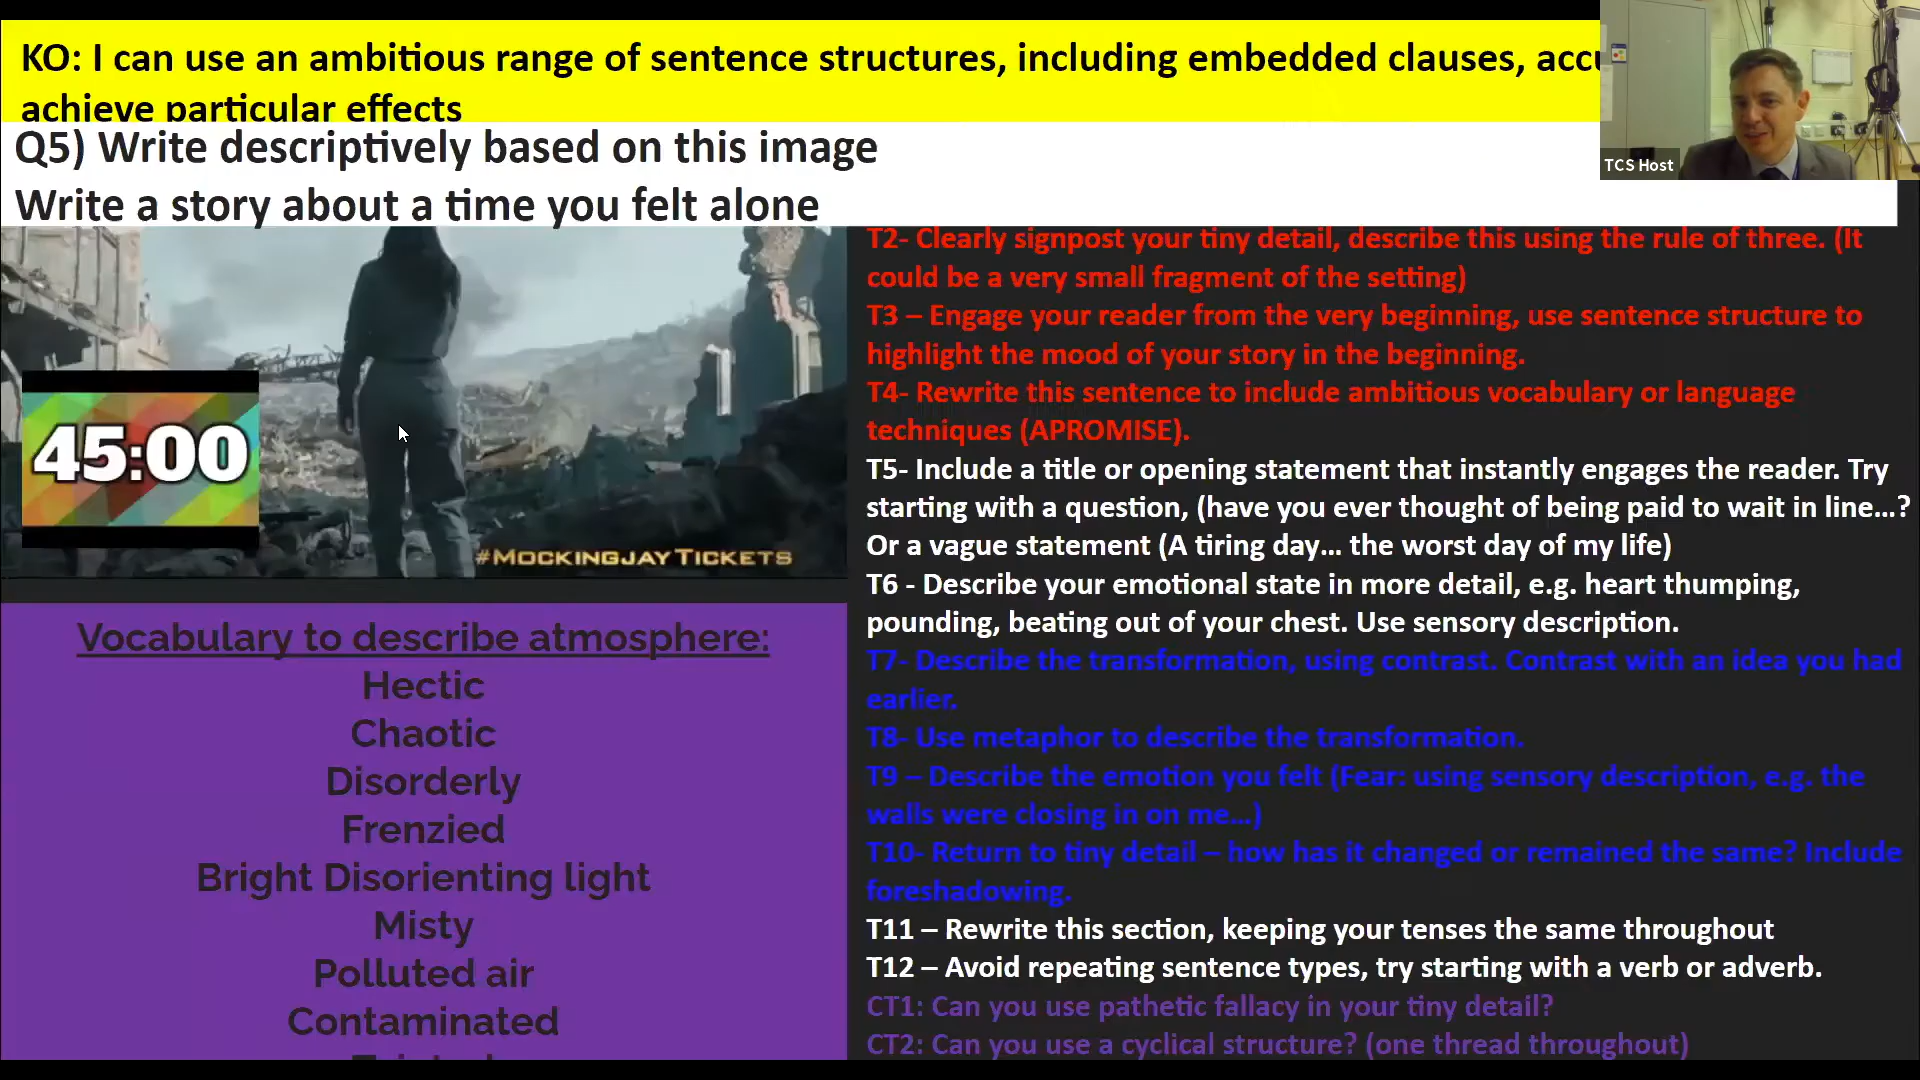 KO: I can use an ambitious range of sentence structures, including embedded clauses,
achieve particular effects
TCS Host
Q5) Write descriptively based on this image
Write a story about a time you felt alone
45:00
#MOCKINGJAYTICKETS
Vocabulary to describe atmosphere:
Hectic
Chaotic
Disorderly
Frenzied
Bright Disorienting light
Misty
Polluted air
Contaminated
T2- Clearly signpost your tiny detail, describe this using the rule of three. (It
could be a very small fragment of the setting)
T3 – Engage your reader from the very beginning, use sentence structure to
highlight the mood of your story in the beginning.
T4- Rewrite this sentence to include ambitious vocabulary or language
techniques (APROMISE).
T5- Include a title or opening statement that instantly engages the reader. Try
starting with a question, (have you ever thought of being paid to wait in line...?
Or a vague statement (A tiring day... the worst day of my life)
T6 - Describe your emotional state in more detail, e.g. heart thumping,
pounding, beating out of your chest. Use sensory description.
T7- Describe the transformation, using contrast. Contrast with an idea you had
earlier.
T8- Use metaphor to describe the transformation.
T9 – Describe the emotion you felt (Fear: using sensory description, e.g. the
walls were closing in on me...)
T10- Return to tiny detail – how has it changed or remained the same? Include
foreshadowing.
T11 – Rewrite this section, keeping your tenses the same throughout
T12 – Avoid repeating sentence types, try starting with a verb or adverb.
CT1: Can you use pathetic fallacy in your tiny detail?
CT2: Can you use a cyclical structure? (one thread throughout)